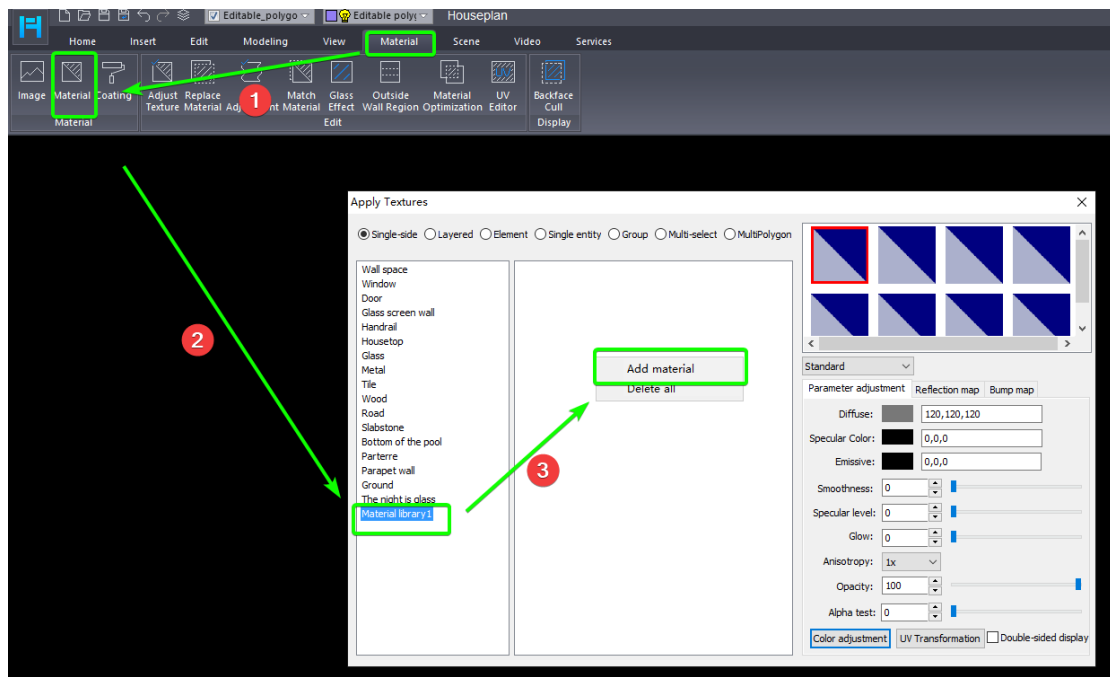 Editable_polygo
Editable poly
Houseplan
Home Insert Edit Modeling View Material Scene Video Services
Image Material Coating
Adjust Texture
Replace Material
1
Match Material
Glass Effect
Outside Wall Region
Material Optimization
UV Editor
Backface Cull
Material
Edit
Display
Apply Textures
Single-side Layered Element Single entity Group Multi-select MultiPolygon
Wall space
Window
Door
Glass screen wall
Handrail
Housetop
Glass
Metal
Tile
Wood
Road
Slabstone
Bottom of the pool
Parterre
Parapet wall
Ground
The night is glass
Material library1
2
Add material
Delete all
3
Standard
Parameter adjustment Reflection map Bump map
Diffuse: 120,120,120
Specular Color: 0,0,0
Emissive: 0,0,0
Smoothness: 0
Specular level: 0
Glow: 0
Anisotropy: 1x
Opacity: 100
Alpha test: 0
Color adjustment UV Transformation Double-sided display